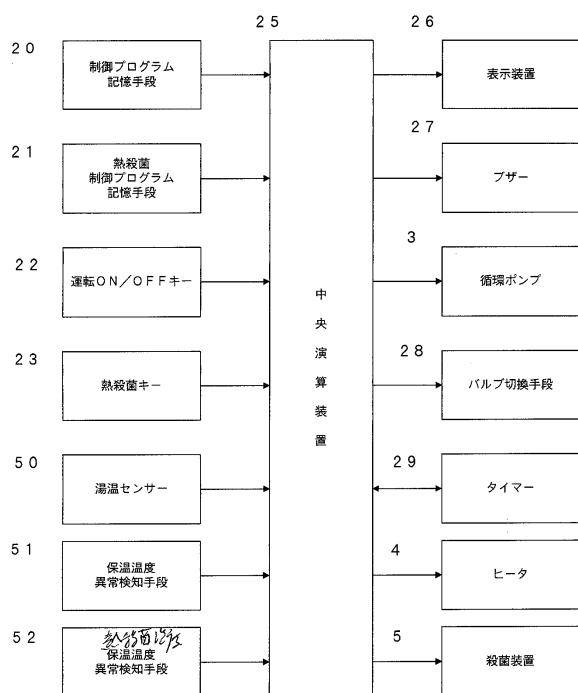 25
26
20
制御プログラム
記憶手段
表示装置
21
熱殺菌
制御プログラム
記憶手段
27
ブザー
22
運転ON/OFFキー
3
循環ポンプ
中央演算装置
23
熱殺菌キー
28
バルブ切換手段
50
湯温センサー
29
タイマー
51
保温温度
異常検知手段
4
ヒータ
52
保温温度
異常検知手段
5
殺菌装置